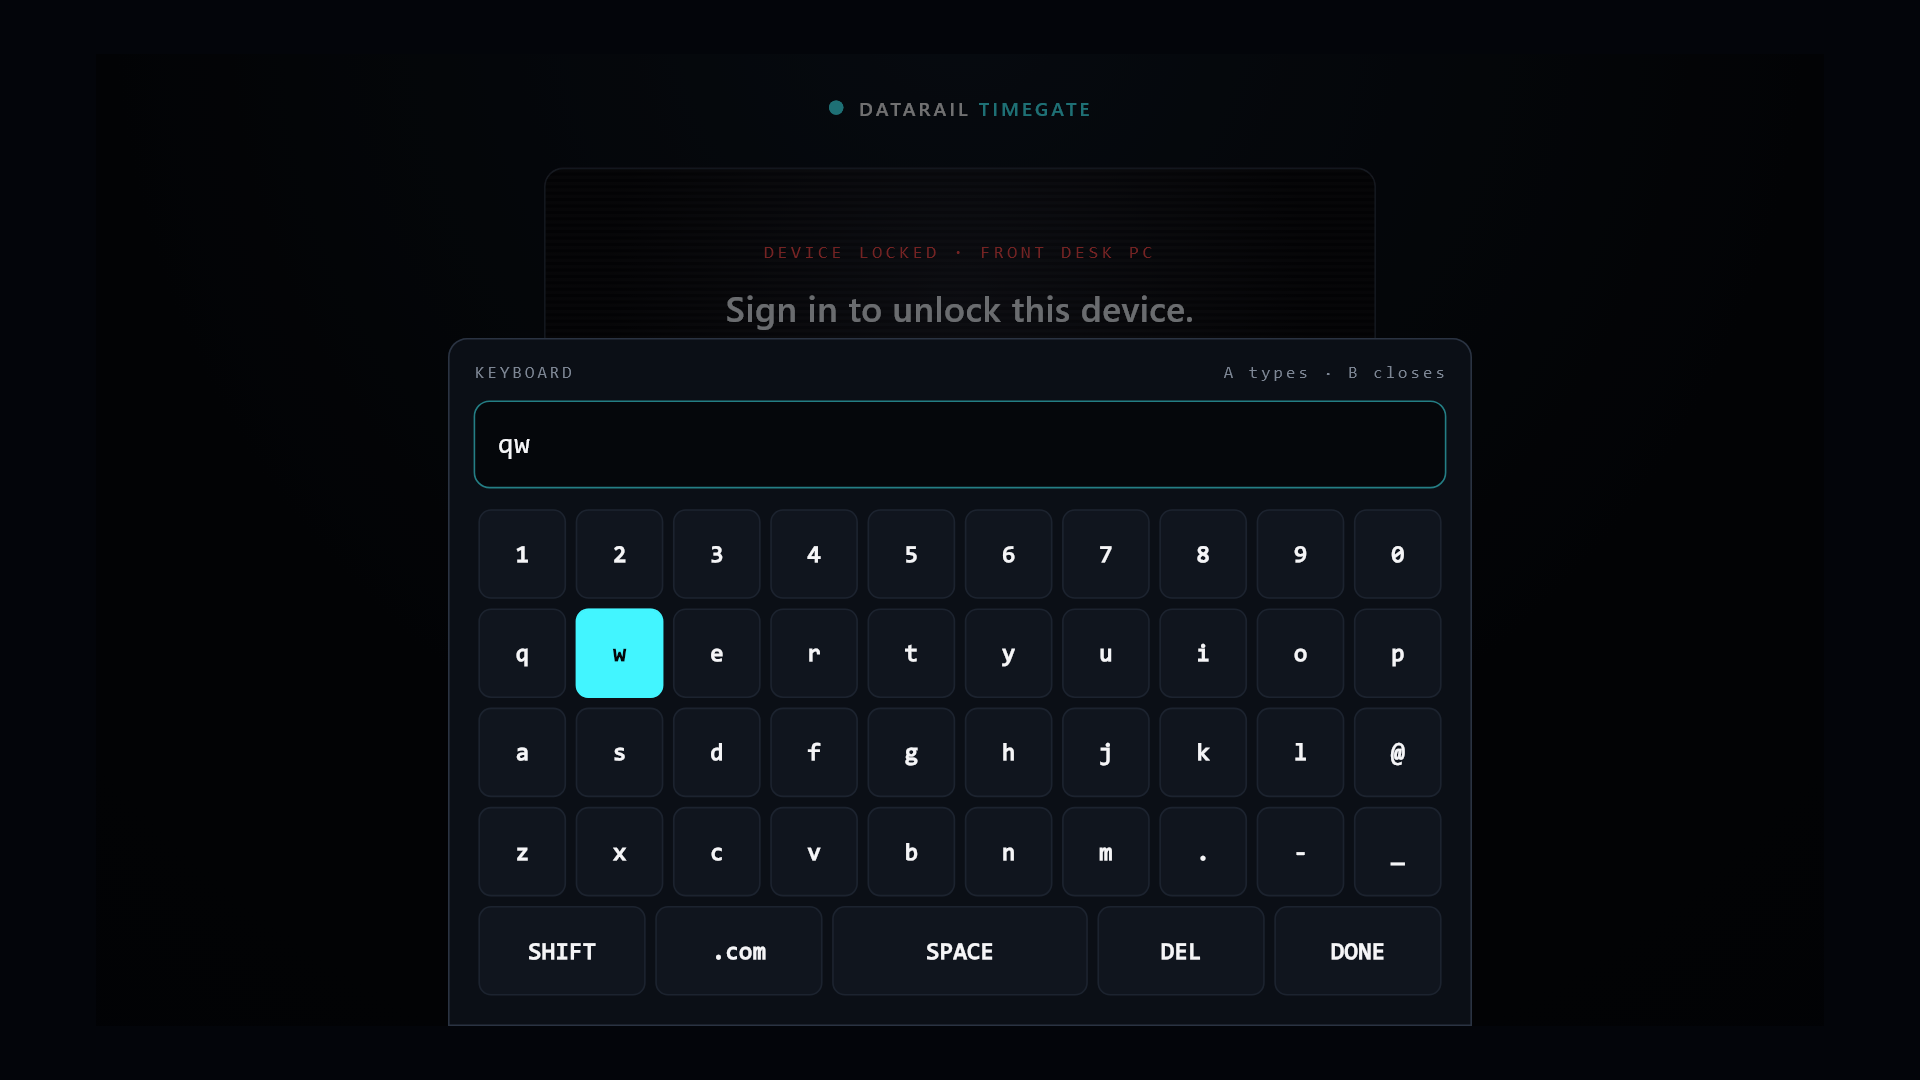 DATARAIL TIMEGATE
DEVICE LOCKED · FRONT DESK PC
Sign in to unlock this device.
KEYBOARD A types · B closes
qw
1 2 3 4 5 6 7 8 9 0
q w e r t y u i o p
a s d f g h j k l @
z x c v b n m . - _
SHIFT .com SPACE DEL DONE